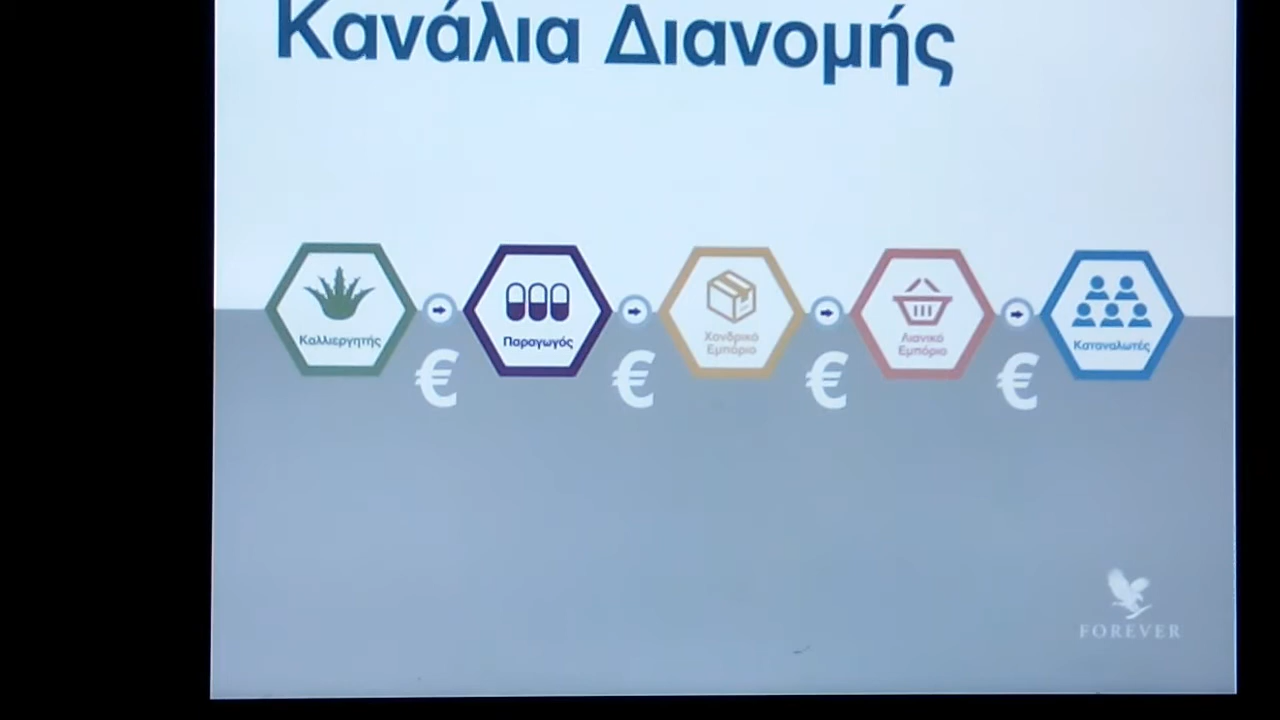 Κανάλια Διανομής
Καλλιεργητής
Παραγωγός
Χονδρικό
Εμπόριο
Λιανικό
Εμπόριο
Καταναλωτές
€
€
€
€
FOREVER